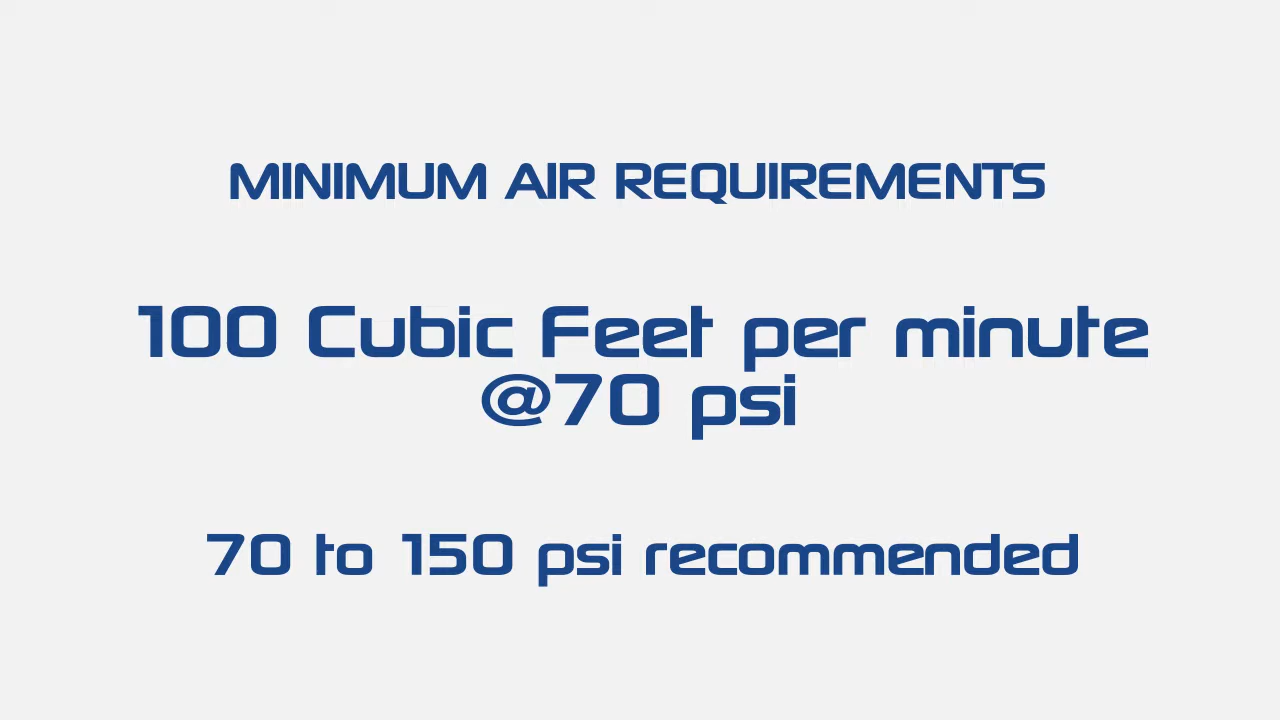 MINIMUM AIR REQUIREMENTS
100 Cubic Feet per minute
@70 psi
70 to 150 psi recommended